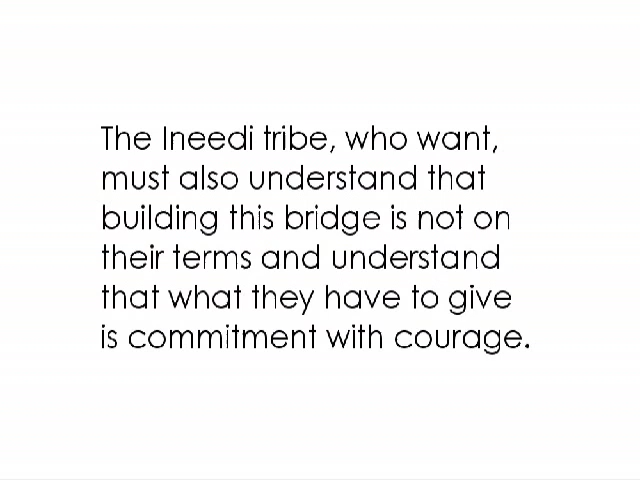 The Ineedi tribe, who want,
must also understand that
building this bridge is not on
their terms and understand
that what they have to give
is commitment with courage.